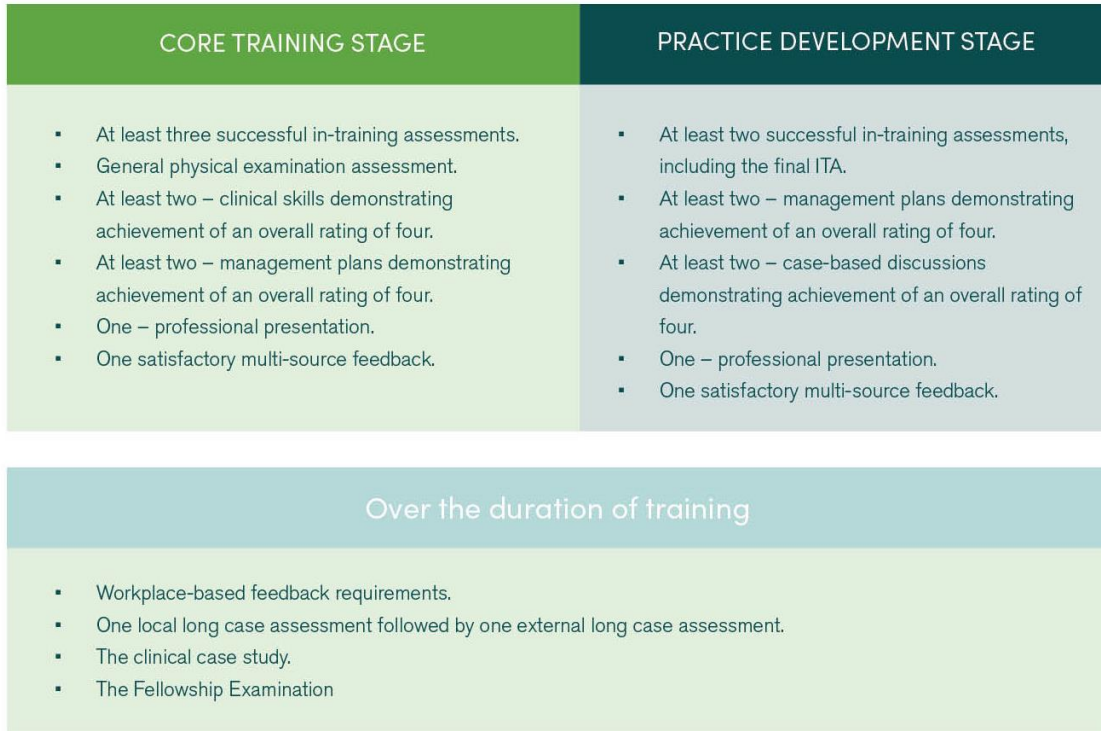 CORE TRAINING STAGE
▪ At least three successful in-training assessments.
▪ General physical examination assessment.
▪ At least two – clinical skills demonstrating
achievement of an overall rating of four.
▪ At least two – management plans demonstrating
achievement of an overall rating of four.
▪ One – professional presentation.
▪ One satisfactory multi-source feedback.
PRACTICE DEVELOPMENT STAGE
▪ At least two successful in-training assessments,
including the final ITA.
▪ At least two – management plans demonstrating
achievement of an overall rating of four.
▪ At least two – case-based discussions
demonstrating achievement of an overall rating of
four.
▪ One – professional presentation.
▪ One satisfactory multi-source feedback.
Over the duration of training
▪ Workplace-based feedback requirements.
▪ One local long case assessment followed by one external long case assessment.
▪ The clinical case study.
▪ The Fellowship Examination